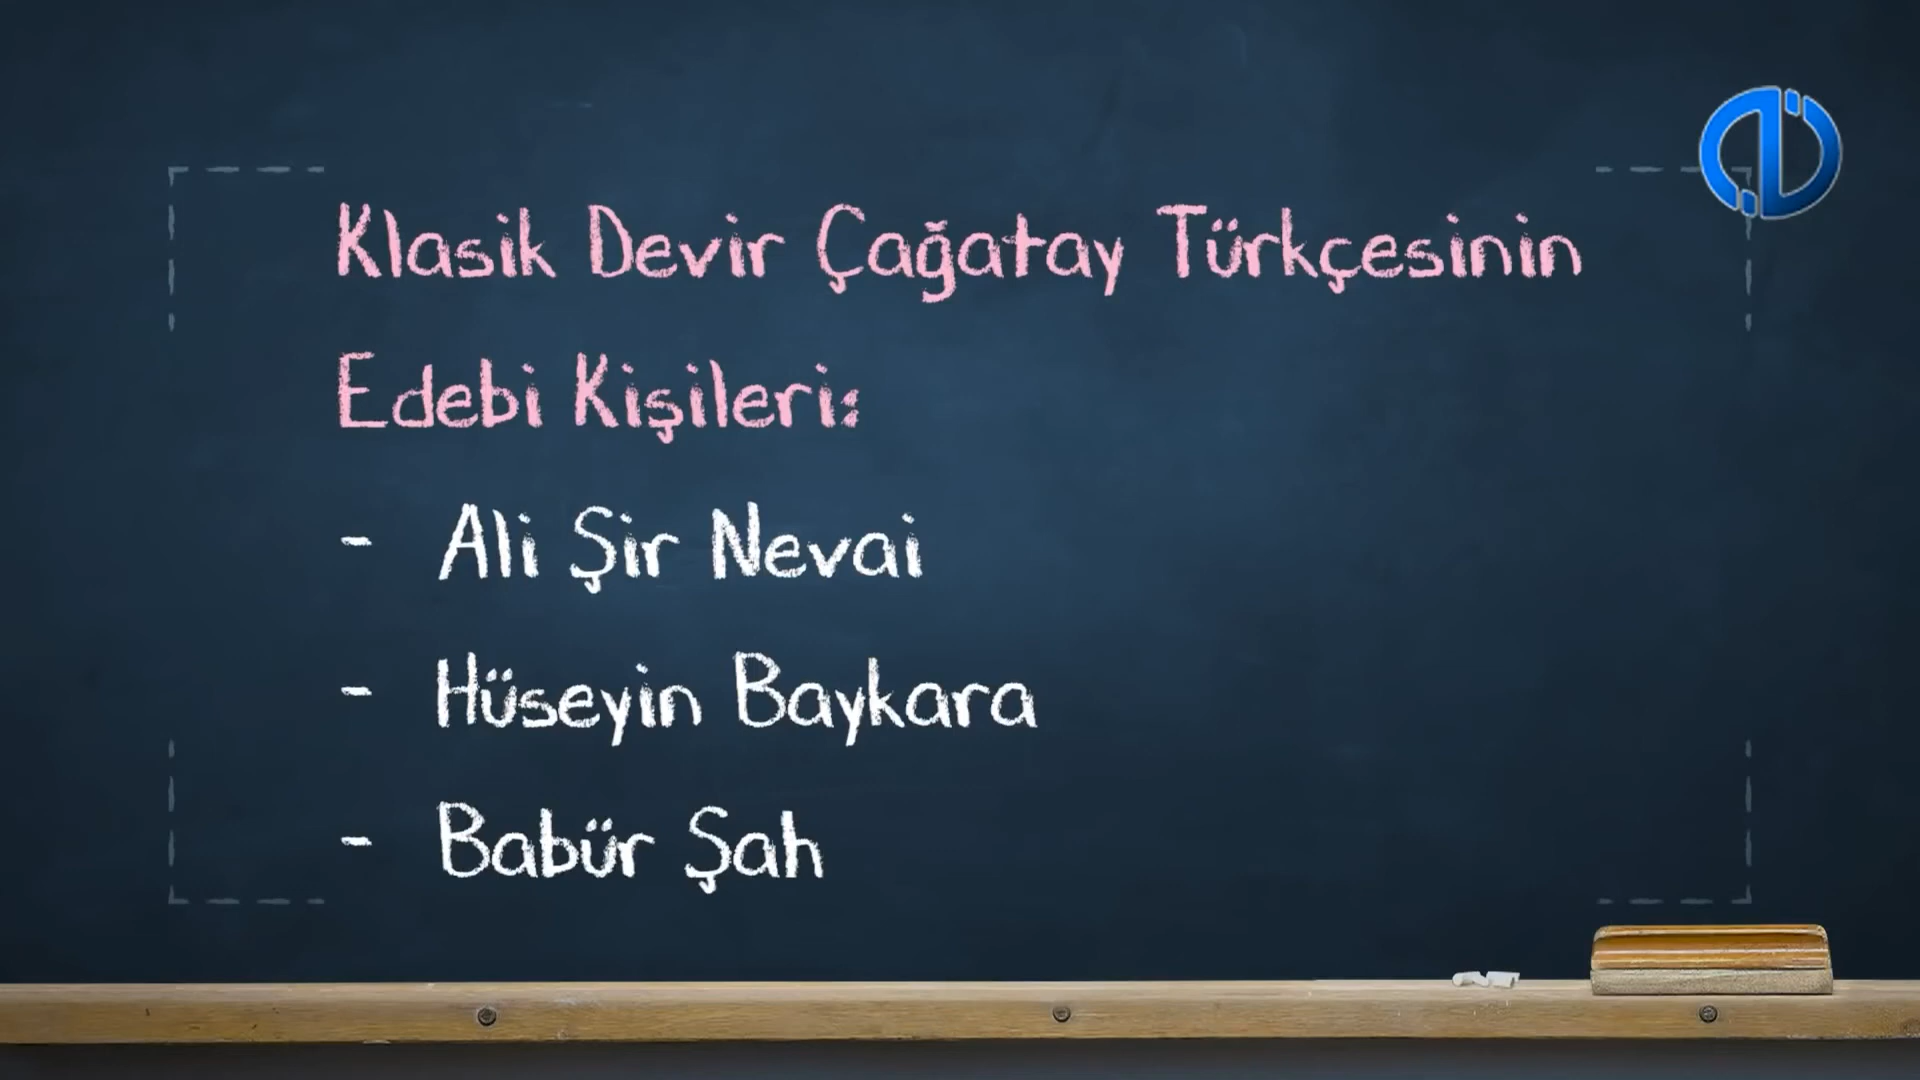 Klasik Devir Çağatay Türkçesinin
Edebi Kişileri:
- Ali Şir Nevai
- Hüseyin Baykara
- Babür Şah